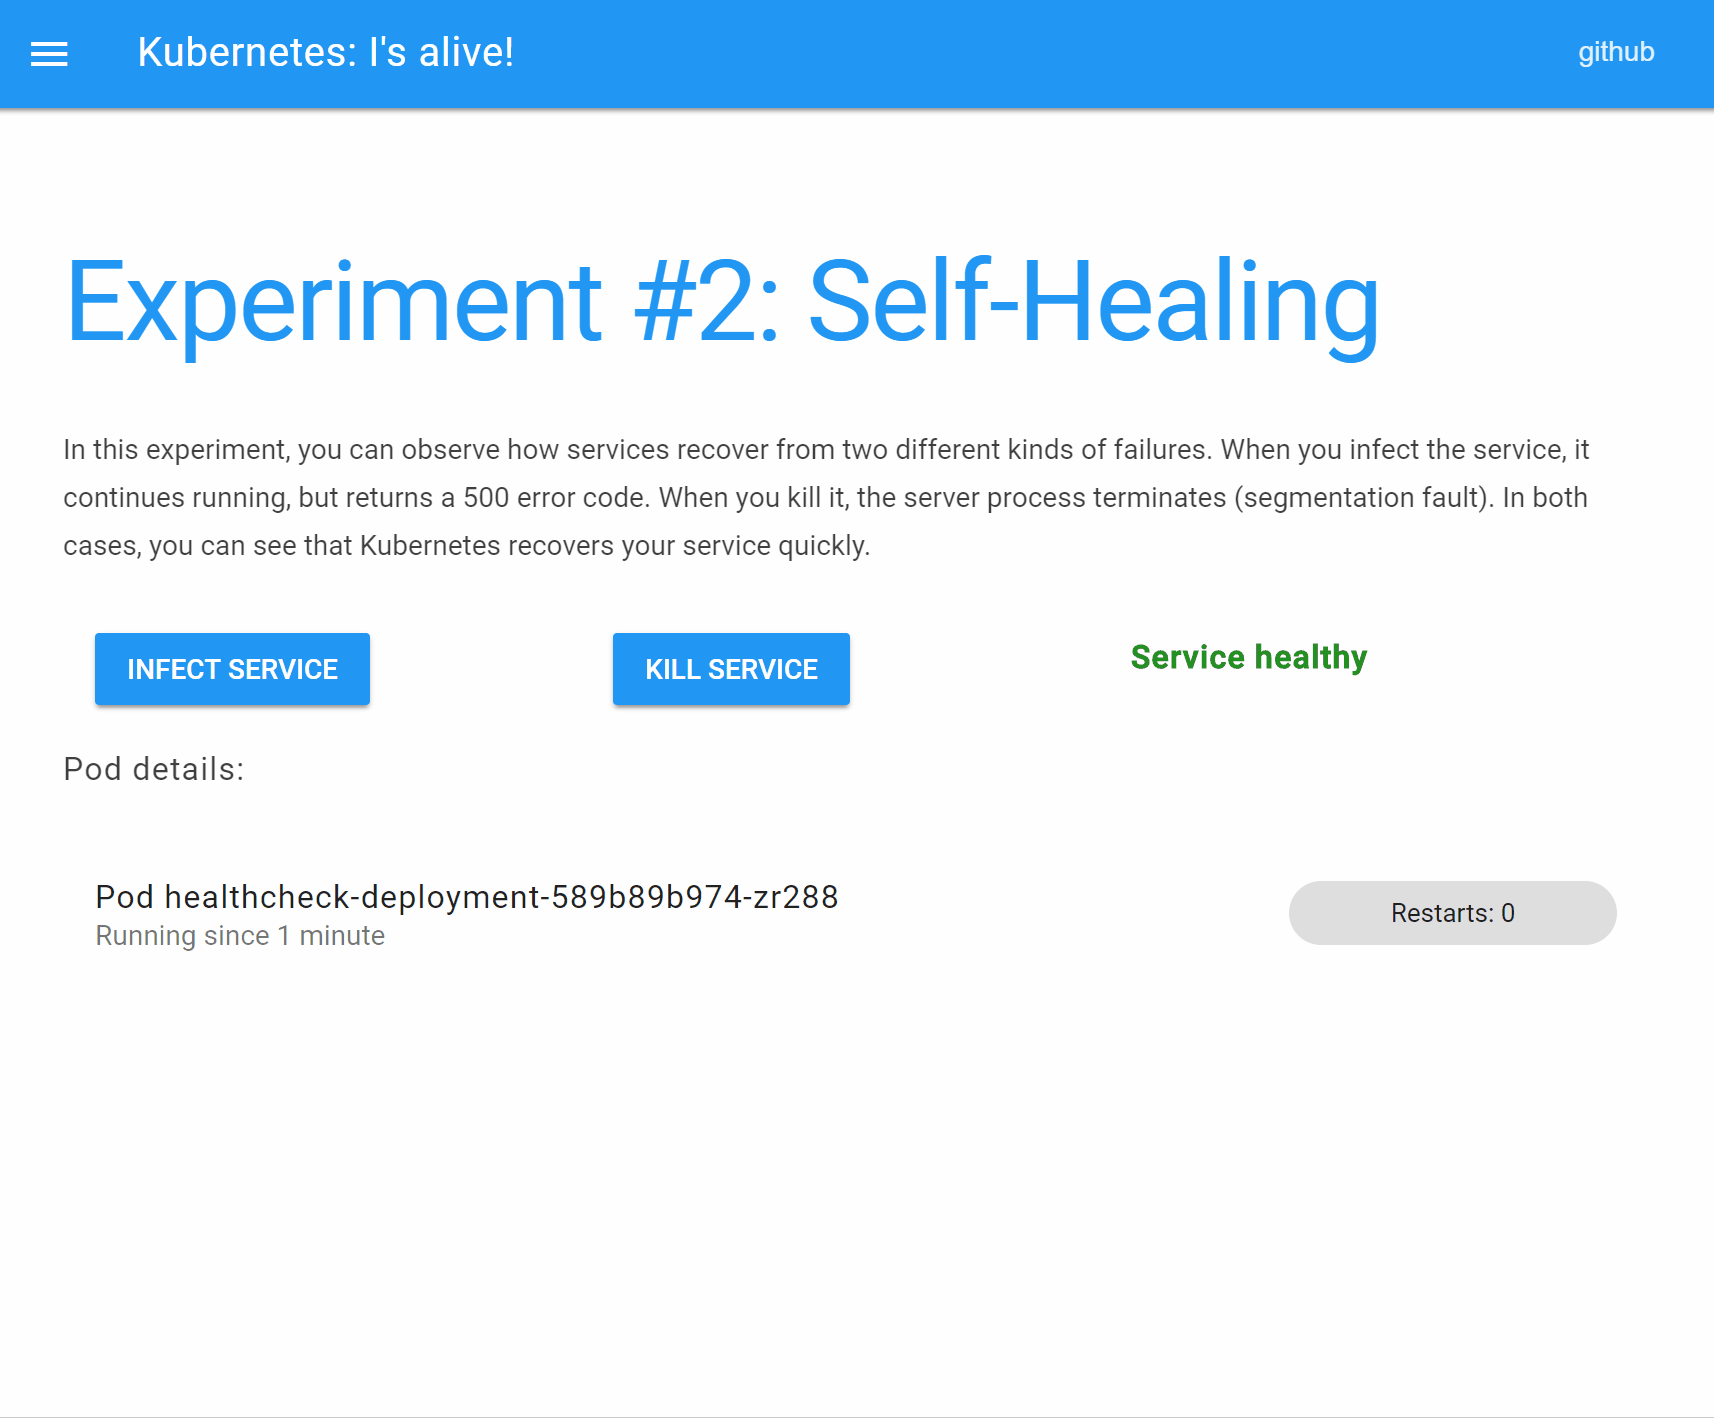 Kubernetes: I's alive!
github
Experiment #2: Self-Healing
In this experiment, you can observe how services recover from two different kinds of failures. When you infect the service, it
continues running, but returns a 500 error code. When you kill it, the server process terminates (segmentation fault). In both
cases, you can see that Kubernetes recovers your service quickly.
INFECT SERVICE
KILL SERVICE
Service healthy
Pod details:
Pod healthcheck-deployment-589b89b974-zr288
Running since 1 minute
Restarts: 0